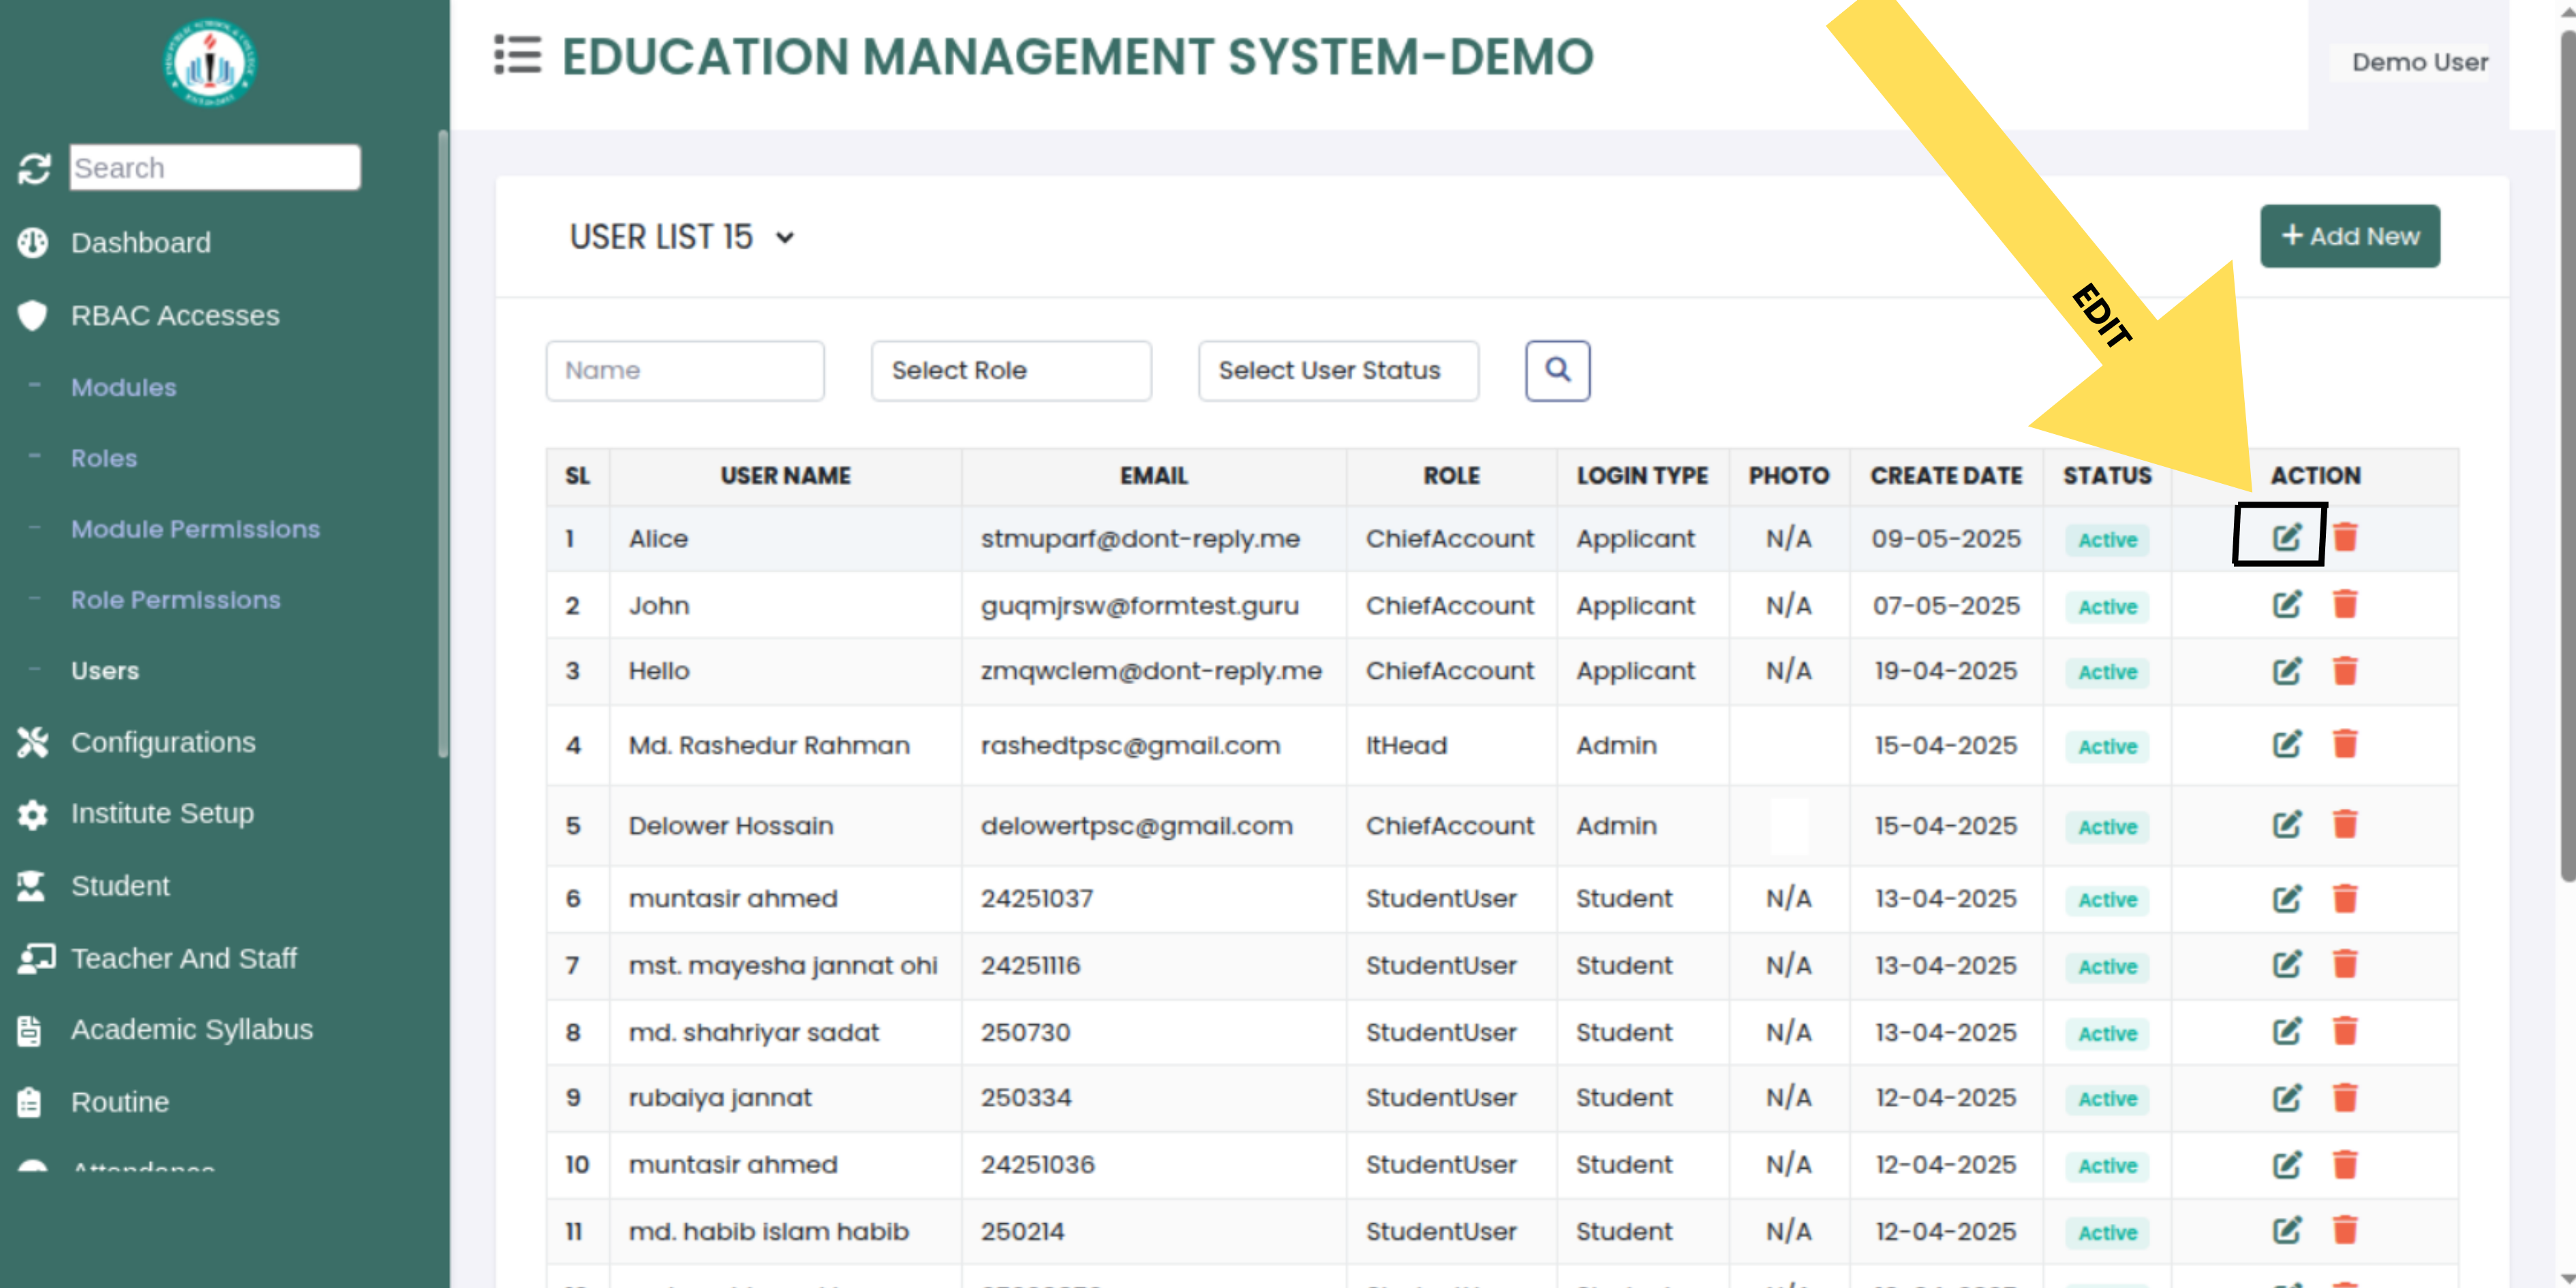 EDUCATION MANAGEMENT SYSTEM-DEMO
Demo User
Search
Dashboard
RBAC Accesses
- Modules
- Roles
- Module Permissions
- Role Permissions
- Users
Configurations
Institute Setup
Student
Teacher And Staff
Academic Syllabus
Routine
USER LIST 15
+ Add New
EDIT
Name Select Role Select User Status
SL USER NAME EMAIL ROLE LOGIN TYPE PHOTO CREATE DATE STATUS ACTION
1 Alice stmuparf@dont-reply.me ChiefAccount Applicant N/A 09-05-2025 Active
2 John guqmjrsw@formtest.guru ChiefAccount Applicant N/A 07-05-2025 Active
3 Hello zmqwclem@dont-reply.me ChiefAccount Applicant N/A 19-04-2025 Active
4 Md. Rashedur Rahman rashedtpsc@gmail.com ItHead Admin 15-04-2025 Active
5 Delower Hossain delowertpsc@gmail.com ChiefAccount Admin 15-04-2025 Active
6 muntasir ahmed 24251037 StudentUser Student N/A 13-04-2025 Active
7 mst. mayesha jannat ohi 24251116 StudentUser Student N/A 13-04-2025 Active
8 md. shahriyar sadat 250730 StudentUser Student N/A 13-04-2025 Active
9 rubaiya jannat 250334 StudentUser Student N/A 12-04-2025 Active
10 muntasir ahmed 24251036 StudentUser Student N/A 12-04-2025 Active
11 md. habib islam habib 250214 StudentUser Student N/A 12-04-2025 Active